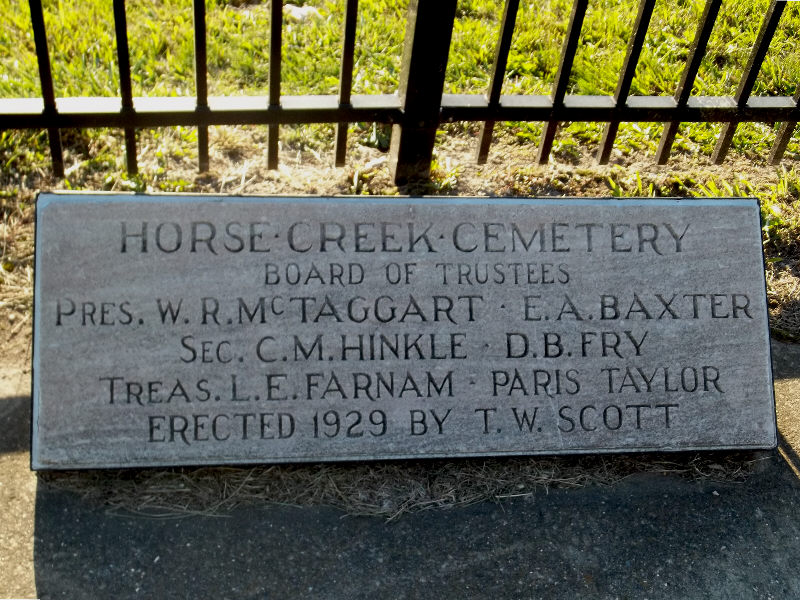 HORSE·CREEK·CEMETERY
BOARD OF TRUSTEES
PRES. W. R. McTAGGART · E. A. BAXTER
SEC. C. M. HINKLE · D. B. FRY
TREAS. L. E. FARNAM · PARIS TAYLOR
ERECTED 1929 BY T. W. SCOTT